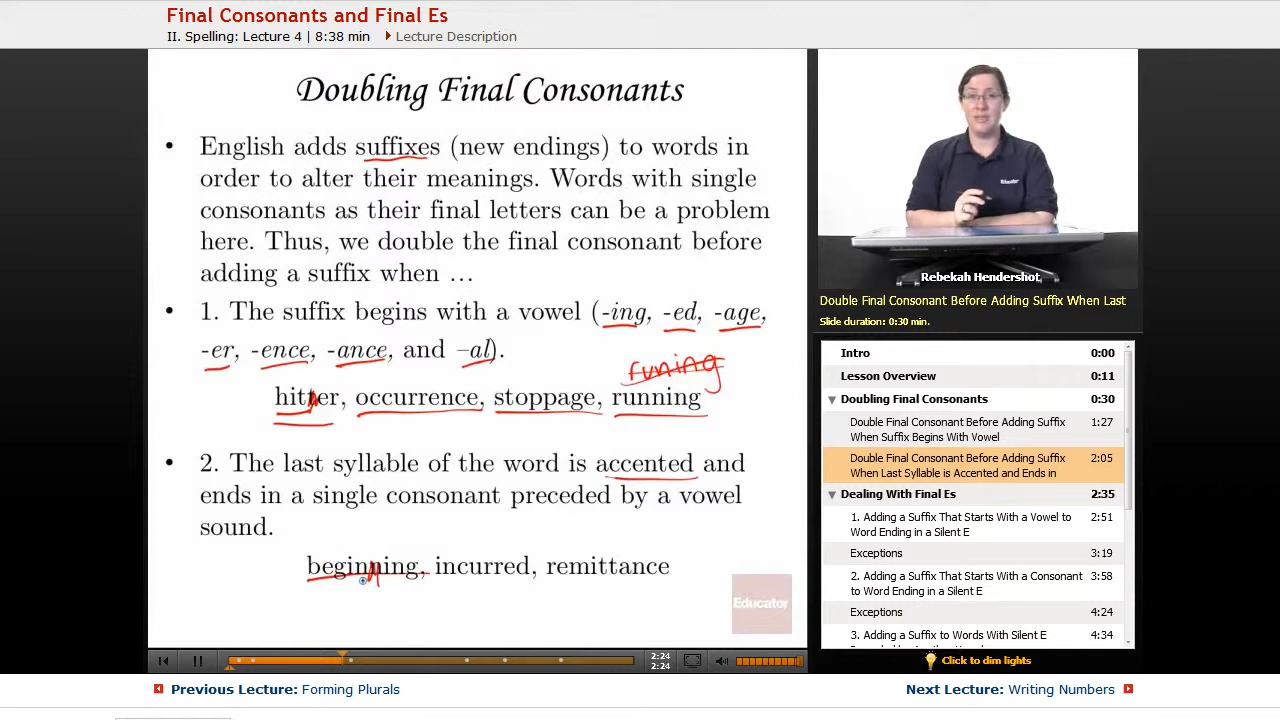 Final Consonants and Final Es
II. Spelling: Lecture 4 | 8:38 min Lecture Description
Doubling Final Consonants
• English adds suffixes (new endings) to words in
order to alter their meanings. Words with single
consonants as their final letters can be a problem
here. Thus, we double the final consonant before
adding a suffix when …
• 1. The suffix begins with a vowel (-ing, -ed, -age,
-er, -ence, -ance, and –al).
runing
hitter, occurrence, stoppage, running
• 2. The last syllable of the word is accented and
ends in a single consonant preceded by a vowel
sound.
beginning, incurred, remittance
Educator
2:24
2:24
Educator
Rebekah Hendershot
Double Final Consonant Before Adding Suffix When Last
Slide duration: 0:30 min.
Intro 0:00
Lesson Overview 0:11
Doubling Final Consonants 0:30
Double Final Consonant Before Adding Suffix 1:27
When Suffix Begins With Vowel
Double Final Consonant Before Adding Suffix 2:05
When Last Syllable is Accented and Ends in
Dealing With Final Es 2:35
1. Adding a Suffix That Starts With a Vowel to 2:51
Word Ending in a Silent E
Exceptions 3:19
2. Adding a Suffix That Starts With a Consonant 3:58
to Word Ending in a Silent E
Exceptions 4:24
3. Adding a Suffix to Words With Silent E 4:34
Click to dim lights
Previous Lecture: Forming Plurals
Next Lecture: Writing Numbers